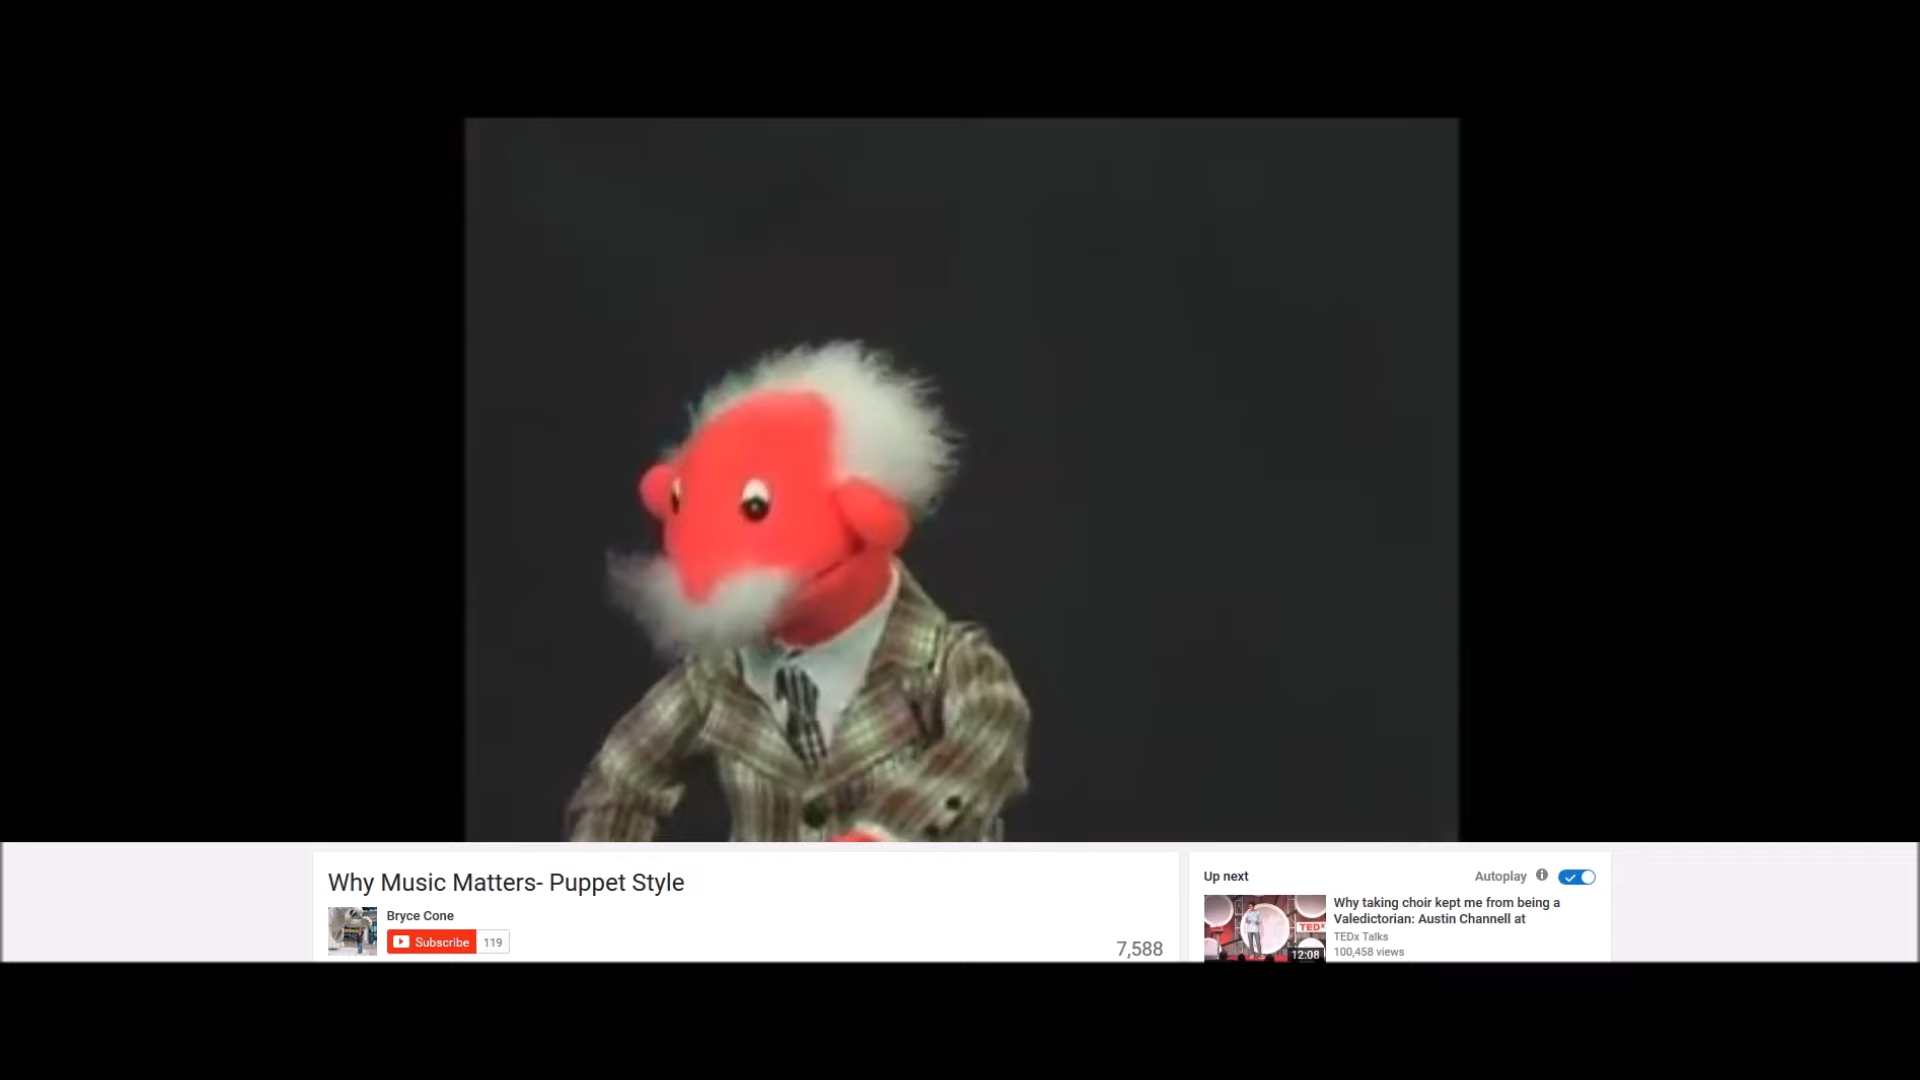 Why Music Matters- Puppet Style
Bryce Cone
Subscribe 119
7,588
Up next
Autoplay
Why taking choir kept me from being a
Valedictorian: Austin Channell at
TEDx Talks
100,458 views
TEDx
12:08